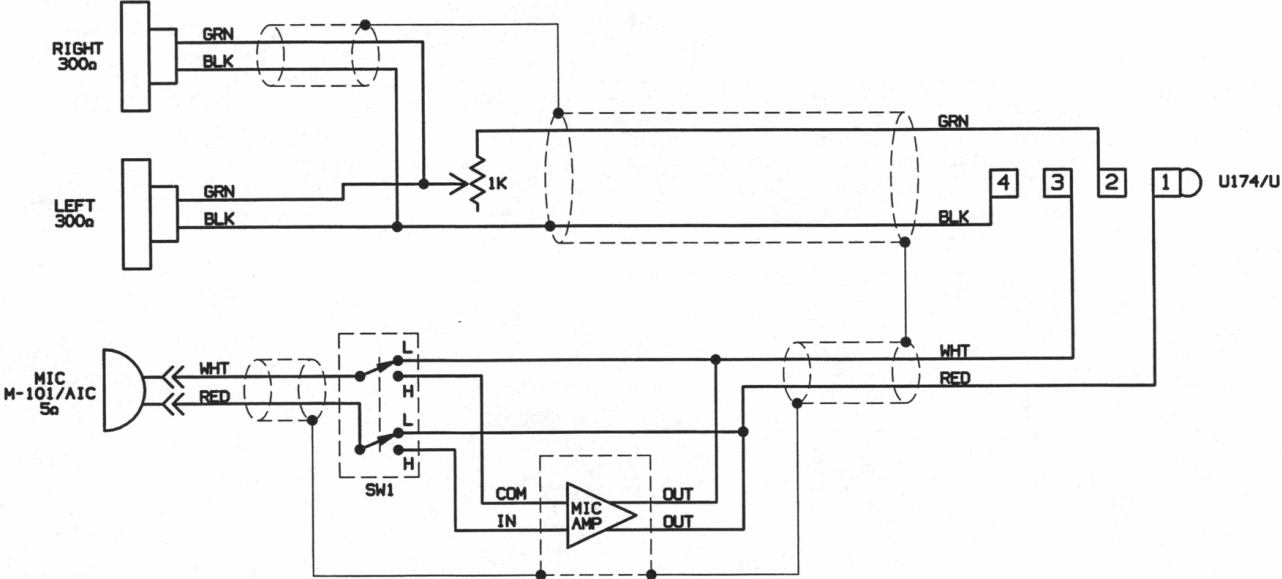 GRN
RIGHT
300Ω
BLK
GRN
1K
4
3
2
1
U174/U
GRN
LEFT
300Ω
BLK
BLK
L
WHT
WHT
MIC
M-101/AIC
5Ω
RED
RED
H
L
H
SW1
COM
OUT
MIC
AMP
IN
OUT